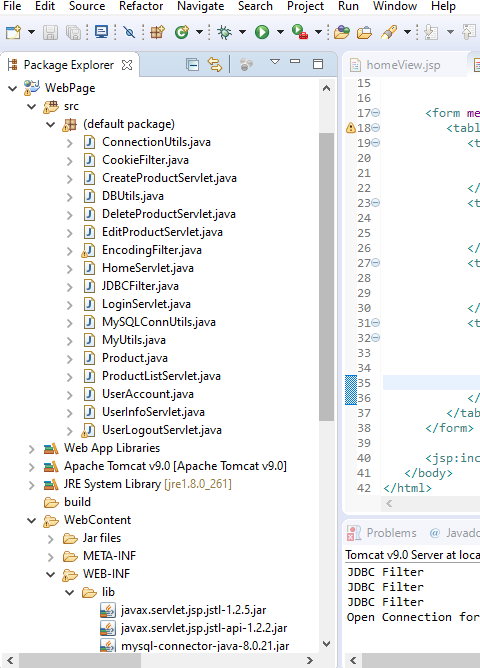 File Edit Source Refactor Navigate Search Project Run Window Help
Package Explorer
homeView.jsp
WebPage
src
(default package)
ConnectionUtils.java
CookieFilter.java
CreateProductServlet.java
DBUtils.java
DeleteProductServlet.java
EditProductServlet.java
EncodingFilter.java
HomeServlet.java
JDBCFilter.java
LoginServlet.java
MySQLConnUtils.java
MyUtils.java
Product.java
ProductListServlet.java
UserAccount.java
UserInfoServlet.java
UserLogoutServlet.java
Web App Libraries
Apache Tomcat v9.0 [Apache Tomcat v9.0]
JRE System Library [jre1.8.0_261]
build
WebContent
Jar files
META-INF
WEB-INF
lib
javax.servlet.jsp.jstl-1.2.5.jar
javax.servlet.jsp.jstl-api-1.2.2.jar
mysql-connector-java-8.0.21.jar
15
16
17 <form me
18 <tabl
19 <t
20
21
22 </
23 <t
24
25
26 </
27 <t
28
29
30 </
31 <t
32
33
34
35
36 </
37 </tab
38 </form>
39
40 <jsp:inc
41 </body>
42 </html>
Problems @ Javado
Tomcat v9.0 Server at loca
JDBC Filter
JDBC Filter
JDBC Filter
Open Connection for